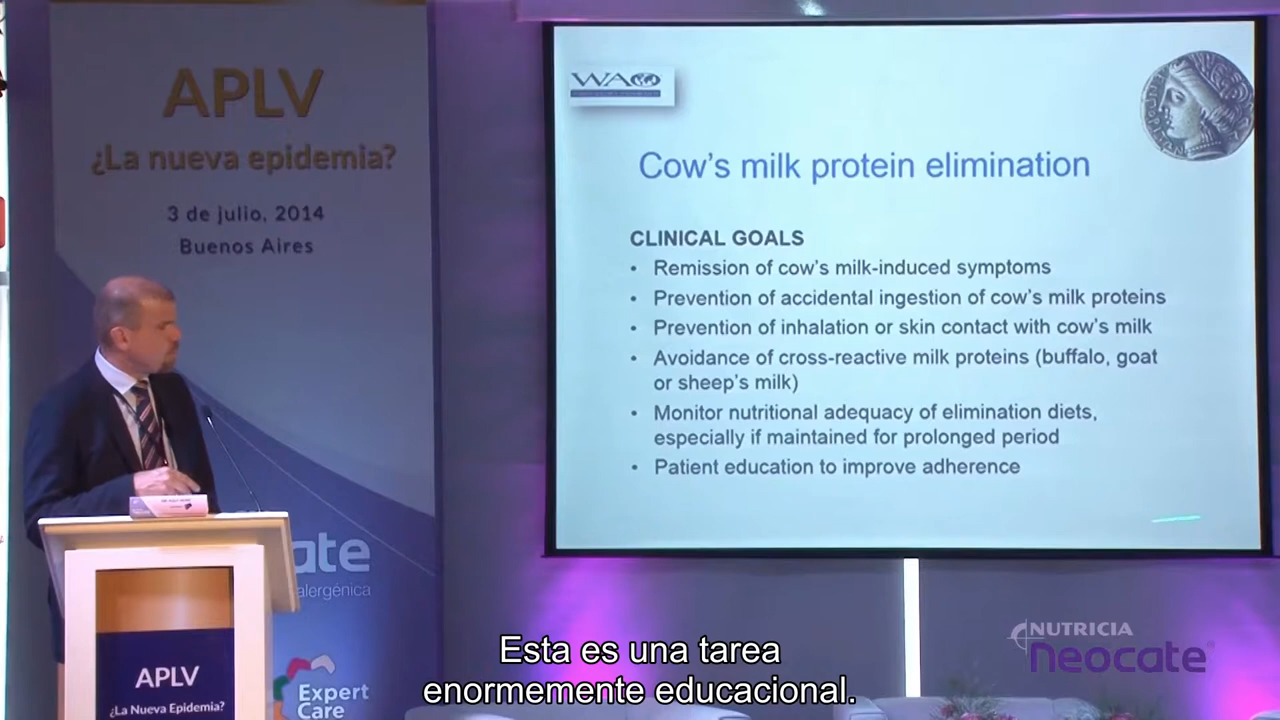 APLV
¿La nueva epidemia?
3 de julio, 2014
Buenos Aires
WAO
Cow's milk protein elimination
CLINICAL GOALS
• Remission of cow's milk-induced symptoms
• Prevention of accidental ingestion of cow's milk proteins
• Prevention of inhalation or skin contact with cow's milk
• Avoidance of cross-reactive milk proteins (buffalo, goat
or sheep's milk)
• Monitor nutritional adequacy of elimination diets,
especially if maintained for prolonged period
• Patient education to improve adherence
cate
alergénica
APLV
¿La Nueva Epidemia?
Expert
Care
NUTRICIA
neocate
Esta es una tarea
enormemente educacional.